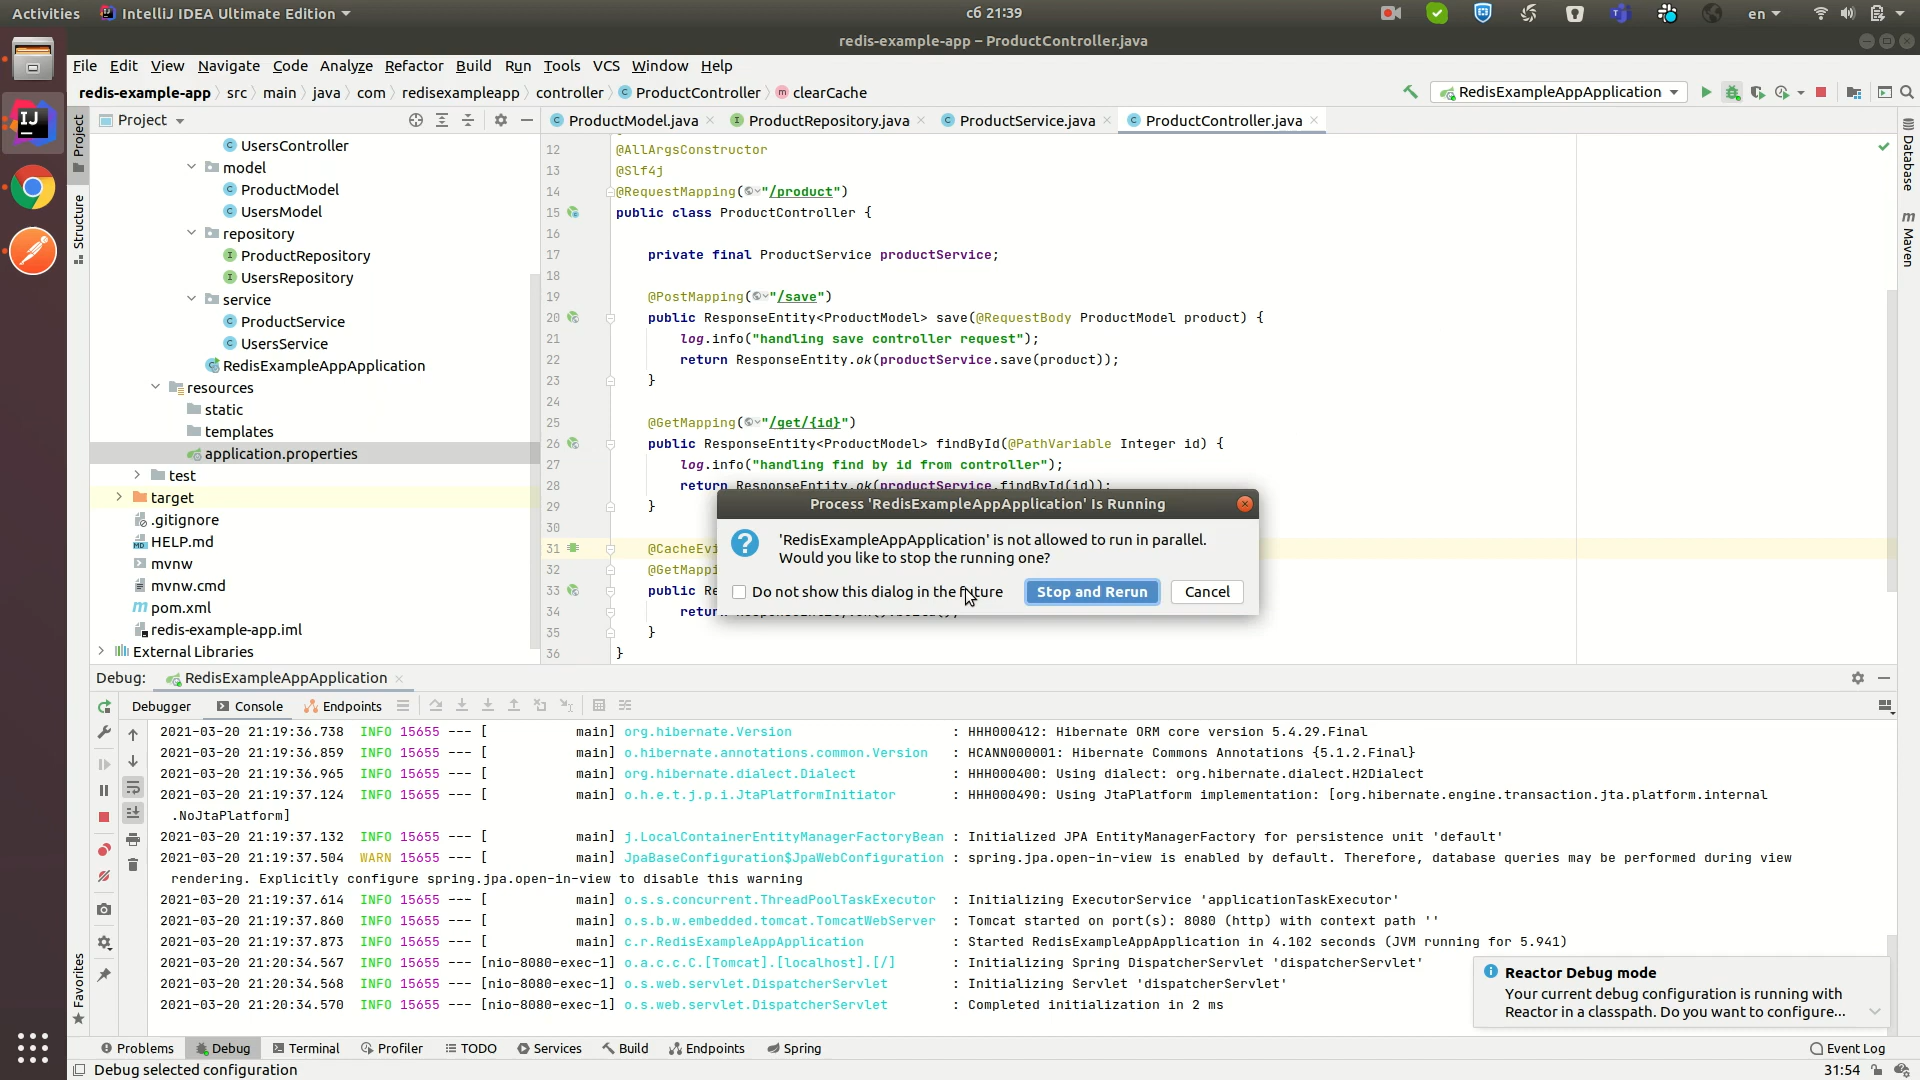 Activities
IntelliJ IDEA Ultimate Edition
сб 21:39
en
redis-example-app – ProductController.java
File Edit View Navigate Code Analyze Refactor Build Run Tools VCS Window Help
redis-example-app src main java com redisexampleapp controller ProductController clearCache
RedisExampleAppApplication
Project
ProductModel.java
ProductRepository.java
ProductService.java
ProductController.java
Project
Structure
Favorites
Database
Maven
UsersController
model
ProductModel
UsersModel
repository
ProductRepository
UsersRepository
service
ProductService
UsersService
RedisExampleAppApplication
resources
static
templates
application.properties
test
target
.gitignore
HELP.md
mvnw
mvnw.cmd
pom.xml
redis-example-app.iml
External Libraries
12 @AllArgsConstructor
13 @Slf4j
14 @RequestMapping("/product")
15 public class ProductController {
16
17 private final ProductService productService;
18
19 @PostMapping("/save")
20 public ResponseEntity<ProductModel> save(@RequestBody ProductModel product) {
21 log.info("handling save controller request");
22 return ResponseEntity.ok(productService.save(product));
23 }
24
25 @GetMapping("/get/{id}")
26 public ResponseEntity<ProductModel> findById(@PathVariable Integer id) {
27 log.info("handling find by id from controller");
28 return ResponseEntity.ok(productService.findById(id));
29 }
30
31 @CacheEvi
32 @GetMappi
33 public Re
34 return
35 }
36 }
Process 'RedisExampleAppApplication' Is Running
'RedisExampleAppApplication' is not allowed to run in parallel.
Would you like to stop the running one?
Do not show this dialog in the future
Stop and Rerun
Cancel
Debug: RedisExampleAppApplication
Debugger Console Endpoints
2021-03-20 21:19:36.738 INFO 15655 --- [ main] org.hibernate.Version : HHH000412: Hibernate ORM core version 5.4.29.Final
2021-03-20 21:19:36.859 INFO 15655 --- [ main] o.hibernate.annotations.common.Version : HCANN000001: Hibernate Commons Annotations {5.1.2.Final}
2021-03-20 21:19:36.965 INFO 15655 --- [ main] org.hibernate.dialect.Dialect : HHH000400: Using dialect: org.hibernate.dialect.H2Dialect
2021-03-20 21:19:37.124 INFO 15655 --- [ main] o.h.e.t.j.p.i.JtaPlatformInitiator : HHH000490: Using JtaPlatform implementation: [org.hibernate.engine.transaction.jta.platform.internal
.NoJtaPlatform]
2021-03-20 21:19:37.132 INFO 15655 --- [ main] j.LocalContainerEntityManagerFactoryBean : Initialized JPA EntityManagerFactory for persistence unit 'default'
2021-03-20 21:19:37.504 WARN 15655 --- [ main] JpaBaseConfiguration$JpaWebConfiguration : spring.jpa.open-in-view is enabled by default. Therefore, database queries may be performed during view
rendering. Explicitly configure spring.jpa.open-in-view to disable this warning
2021-03-20 21:19:37.614 INFO 15655 --- [ main] o.s.s.concurrent.ThreadPoolTaskExecutor : Initializing ExecutorService 'applicationTaskExecutor'
2021-03-20 21:19:37.860 INFO 15655 --- [ main] o.s.b.w.embedded.tomcat.TomcatWebServer : Tomcat started on port(s): 8080 (http) with context path ''
2021-03-20 21:19:37.873 INFO 15655 --- [ main] c.r.RedisExampleAppApplication : Started RedisExampleAppApplication in 4.102 seconds (JVM running for 5.941)
2021-03-20 21:20:34.567 INFO 15655 --- [nio-8080-exec-1] o.a.c.c.C.[Tomcat].[localhost].[/] : Initializing Spring DispatcherServlet 'dispatcherServlet'
2021-03-20 21:20:34.568 INFO 15655 --- [nio-8080-exec-1] o.s.web.servlet.DispatcherServlet : Initializing Servlet 'dispatcherServlet'
2021-03-20 21:20:34.570 INFO 15655 --- [nio-8080-exec-1] o.s.web.servlet.DispatcherServlet : Completed initialization in 2 ms
Reactor Debug mode
Your current debug configuration is running with
Reactor in a classpath. Do you want to configure...
Problems Debug Terminal Profiler TODO Services Build Endpoints Spring
Event Log
Debug selected configuration
31:54